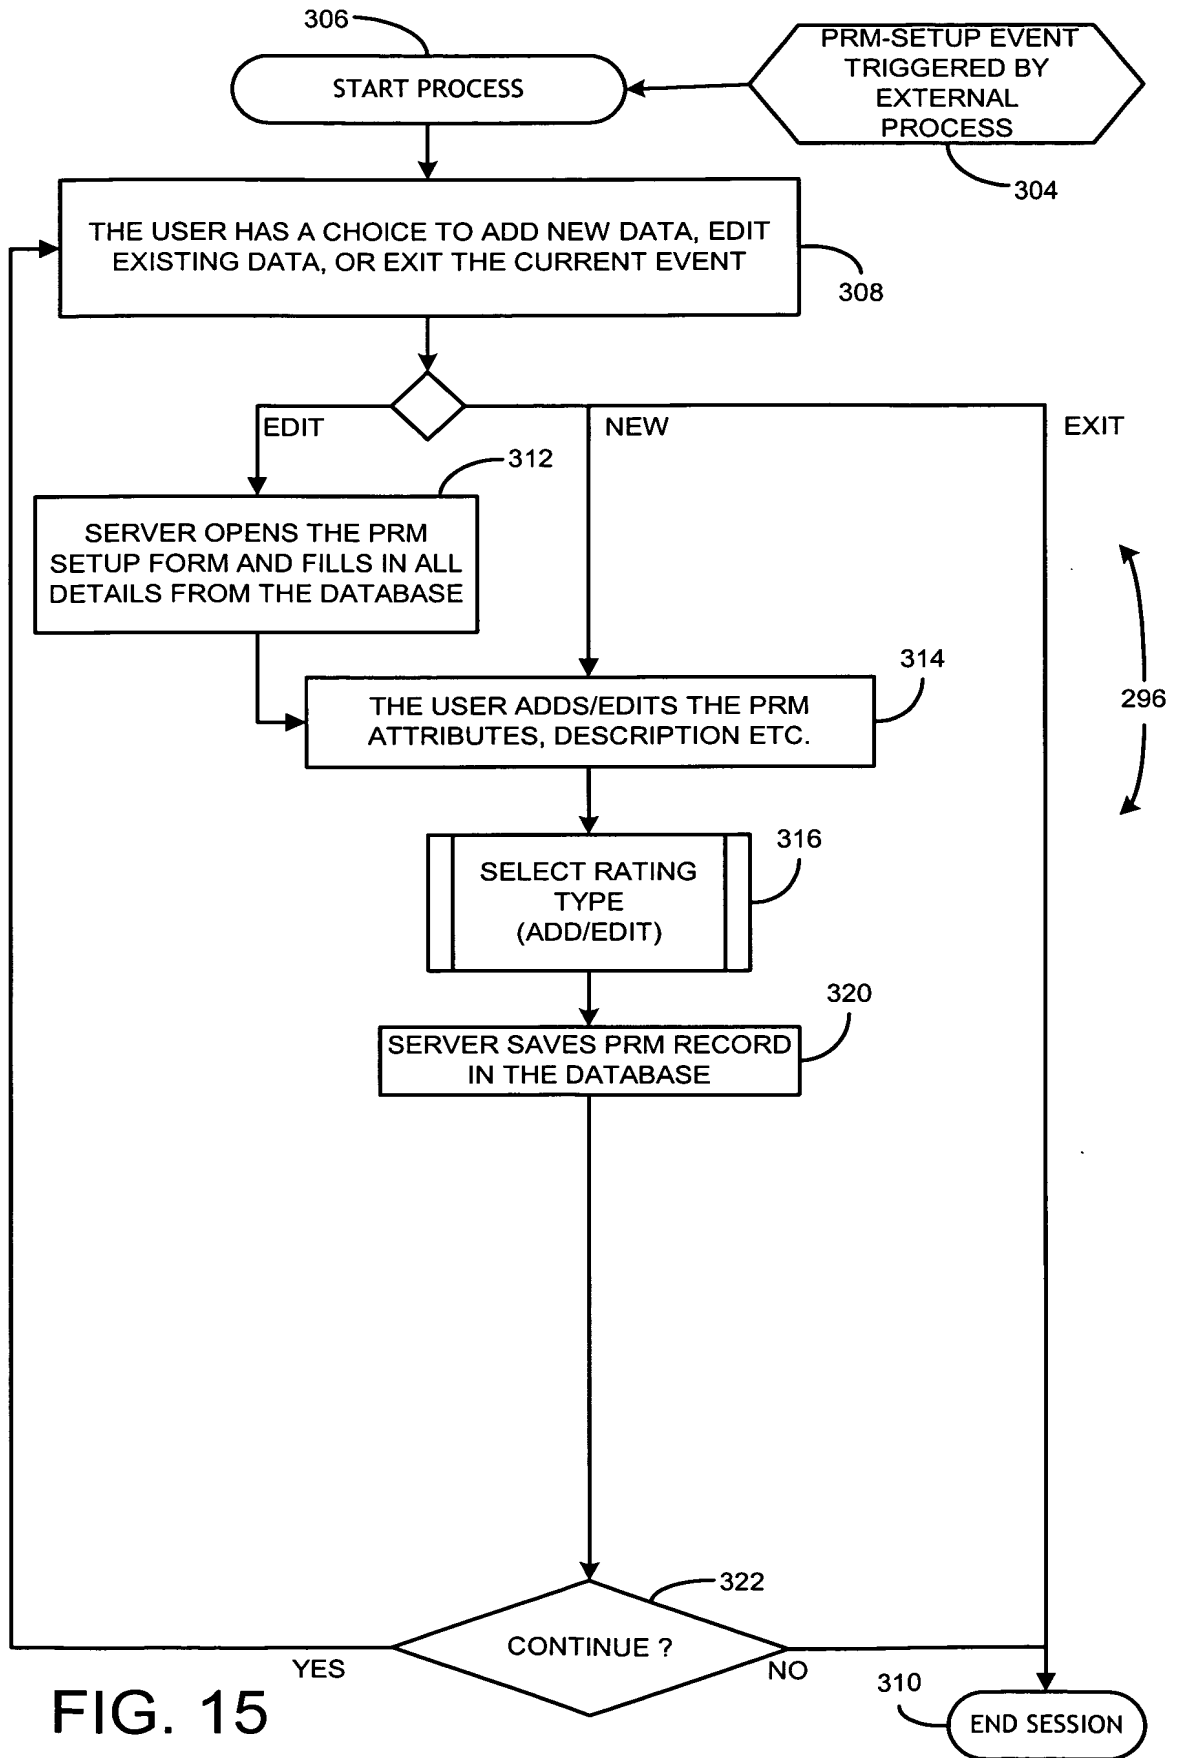 306
START PROCESS
PRM-SETUP EVENT
TRIGGERED BY
EXTERNAL
PROCESS
304
THE USER HAS A CHOICE TO ADD NEW DATA, EDIT
EXISTING DATA, OR EXIT THE CURRENT EVENT
308
EDIT
NEW
EXIT
312
SERVER OPENS THE PRM
SETUP FORM AND FILLS IN ALL
DETAILS FROM THE DATABASE
296
314
THE USER ADDS/EDITS THE PRM
ATTRIBUTES, DESCRIPTION ETC.
316
SELECT RATING
TYPE
(ADD/EDIT)
320
SERVER SAVES PRM RECORD
IN THE DATABASE
322
CONTINUE ?
YES
NO
310
END SESSION
FIG. 15